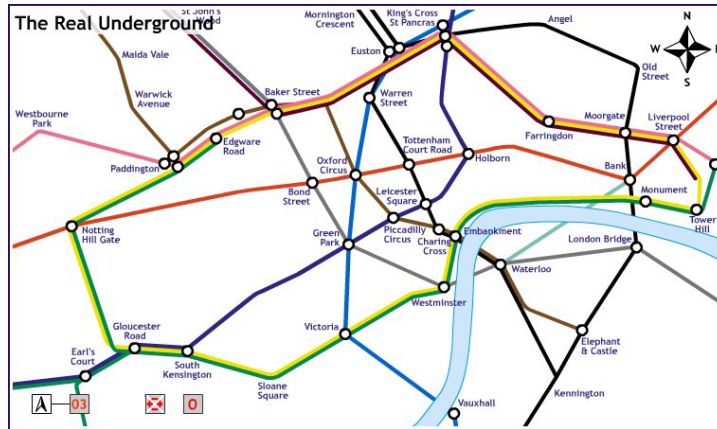 The Real Underground
St John's
Wood
Mornington
Crescent
King's Cross
St Pancras
Angel
N
W
S
Maida Vale
Euston
Old
Street
Warwick
Avenue
Baker Street
Warren
Street
Westbourne
Park
Moorgate
Liverpool
Street
Paddington
Edgware
Road
Farringdon
Tottenham
Court Road
Oxford
Circus
Holborn
Bank
Bond
Street
Leicester
Square
Monument
Notting
Hill Gate
Green
Park
Piccadilly
Circus
Charing
Cross
Embankment
Tower
Hill
London Bridge
Waterloo
Westminster
Gloucester
Road
Victoria
Earl's
Court
South
Kensington
Elephant
& Castle
Sloane
Square
Kennington
Vauxhall
A
03
0